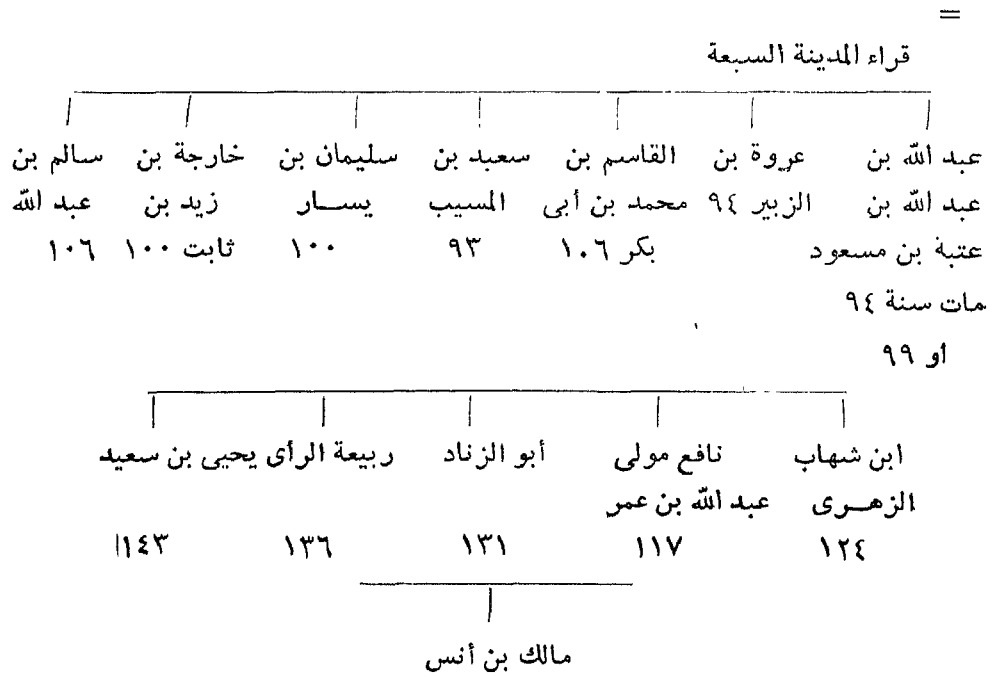 =
قراء المدينة السبعة
عبد الله بن عروة بن القاسم بن سعيد بن سليمان بن خارجة بن سالم بن
عبد الله بن الزبير ٩٤ محمد بن أبى المسيب يســار زيد بن عبد الله
عتبة بن مسعود بكر ١٠٦ ٩٣ ١٠٠ ثابت ١٠٠ ١٠٦
مات سنة ٩٤
او ٩٩
ابن شهاب نافع مولى أبو الزناد ربيعة الرأى يحيى بن سعيد
الزهــرى عبد الله بن عمر
١٢٤ ١١٧ ١٣١ ١٣٦ ١٤٣
مالك بن أنس